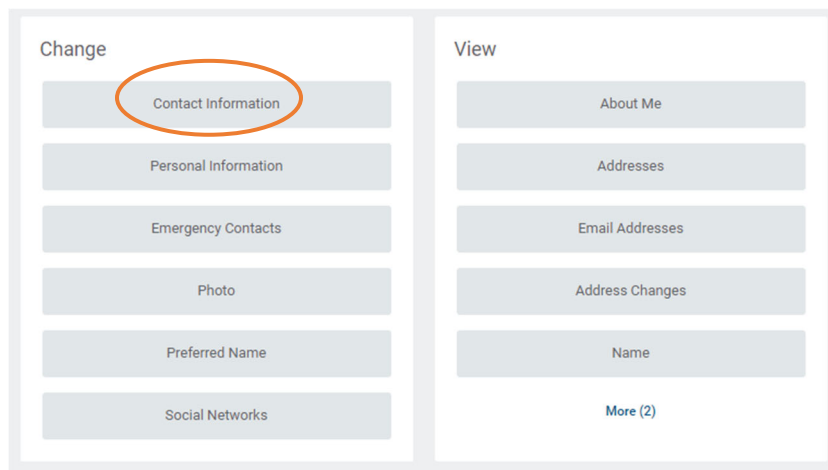 Change
Contact Information
Personal Information
Emergency Contacts
Photo
Preferred Name
Social Networks
View
About Me
Addresses
Email Addresses
Address Changes
Name
More (2)